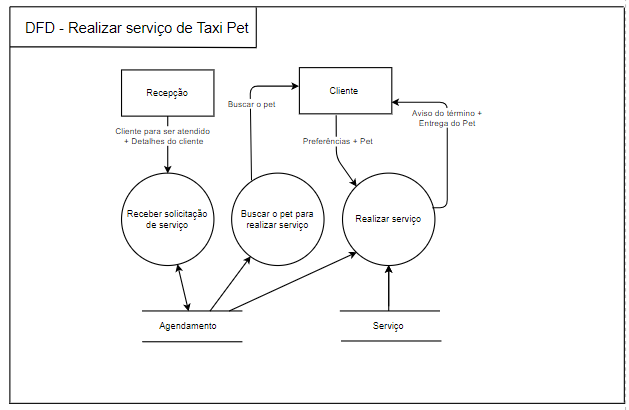 DFD - Realizar serviço de Taxi Pet
Recepção
Cliente
Buscar o pet
Aviso do término +
Entrega do Pet
Cliente para ser atendido
+ Detalhes do cliente
Preferências + Pet
Receber solicitação
de serviço
Buscar o pet para
realizar serviço
Realizar serviço
Agendamento
Serviço